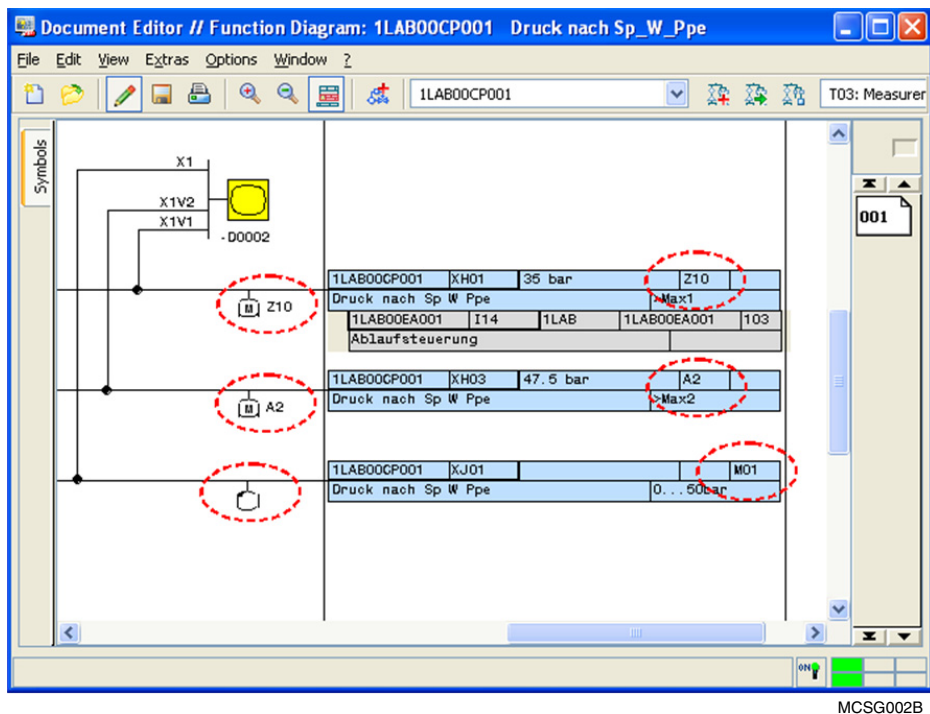 Document Editor // Function Diagram: 1LAB00CP001 Druck nach Sp_W_Ppe
File Edit View Extras Options Window ?
1LAB00CP001 T03: Measurer
Symbols
X1
X1V2
X1V1
-D0002
001
1LAB00CP001 XH01 35 bar Z10
Druck nach Sp W Ppe >Max1
Z10
1LAB00EA001 I14 1LAB 1LAB00EA001 103
Ablaufsteuerung
1LAB00CP001 XH03 47.5 bar A2
Druck nach Sp W Ppe >Max2
M A2
1LAB00CP001 XJ01 M01
Druck nach Sp W Ppe 0...50bar
ON
MCSG002B